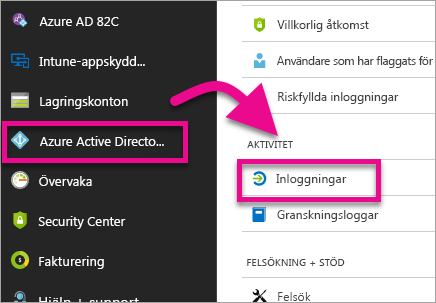 Azure AD 82C
Intune-appskydd...
Lagringskonton
Azure Active Directo...
Övervaka
Security Center
Fakturering
Hjälp + support
Villkorlig åtkomst
Användare som har flaggats för
Riskfyllda inloggningar
AKTIVITET
Inloggningar
Granskningsloggar
FELSÖKNING + STÖD
Felsök